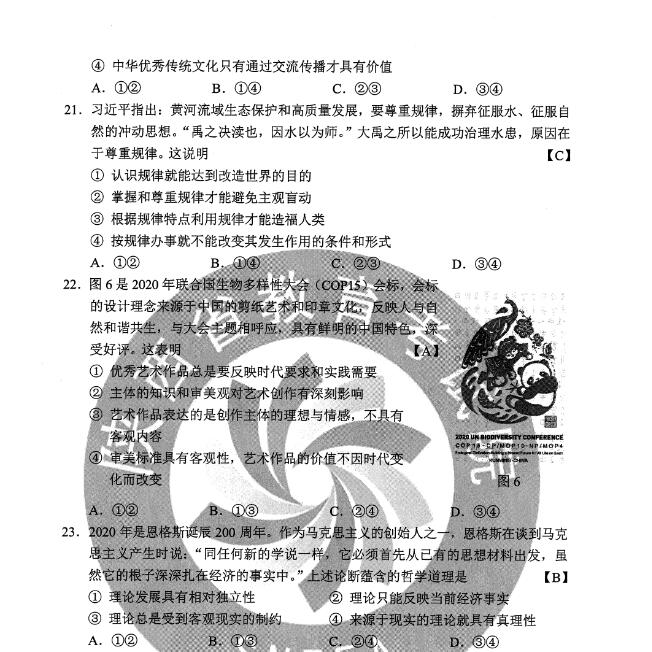 ④ 中华优秀传统文化只有通过交流传播才具有价值
A. ①② B. ①④ C. ②③ D. ③④
21. 习近平指出：黄河流域生态保护和高质量发展，要尊重规律，摒弃征服水、征服自
然的冲动思想。“禹之决渎也，因水以为师。”大禹之所以能成功治理水患，原因在
于尊重规律。这说明 【C】
① 认识规律就能达到改造世界的目的
② 掌握和尊重规律才能避免主观盲动
③ 根据规律特点利用规律才能造福人类
④ 按规律办事就不能改变其发生作用的条件和形式
A. ①② B. ①④ C. ②③ D. ③④
22. 图6是2020年联合国生物多样性大会（COP15）会标，会标
的设计理念来源于中国的剪纸艺术和印章文化，反映人与自
然和谐共生，与大会主题相呼应，具有鲜明的中国特色，深
受好评。这表明 【A】
① 优秀艺术作品总是要反映时代要求和实践需要
② 主体的知识和审美观对艺术创作有深刻影响
③ 艺术作品表达的是创作主体的理想与情感，不具有
客观内容
④ 审美标准具有客观性，艺术作品的价值不因时代变
化而改变
2020 UN BIODIVERSITY CONFERENCE
COP15-CP/MOP10-NP/MOP4
KUNMING·CHINA
图6
A. ①② B. ①③ C. ②④ D. ③④
23. 2020年是恩格斯诞辰200周年。作为马克思主义的创始人之一，恩格斯在谈到马克
思主义产生时说：“同任何新的学说一样，它必须首先从已有的思想材料出发，虽
然它的根子深深扎在经济的事实中。”上述论断蕴含的哲学道理是 【B】
① 理论发展具有相对独立性 ② 理论只能反映当前经济事实
③ 理论总是受到客观现实的制约 ④ 来源于现实的理论就具有真理性
A. ①② B. ①③ C. ②④ D. ③④